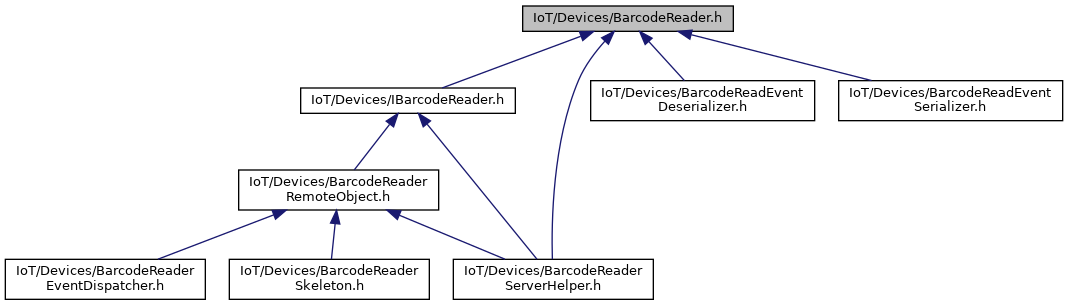 IoT/Devices/BarcodeReader.h
IoT/Devices/IBarcodeReader.h
IoT/Devices/BarcodeReadEvent
Deserializer.h
IoT/Devices/BarcodeReadEvent
Serializer.h
IoT/Devices/BarcodeReader
RemoteObject.h
IoT/Devices/BarcodeReader
EventDispatcher.h
IoT/Devices/BarcodeReader
Skeleton.h
IoT/Devices/BarcodeReader
ServerHelper.h